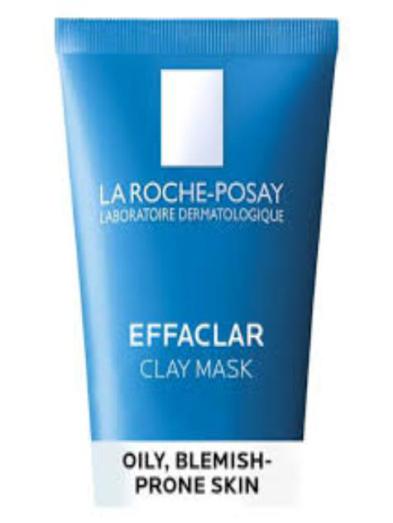 LA ROCHE-POSAY
LABORATOIRE DERMATOLOGIQUE
EFFACLAR
CLAY MASK
OILY, BLEMISH-
PRONE SKIN